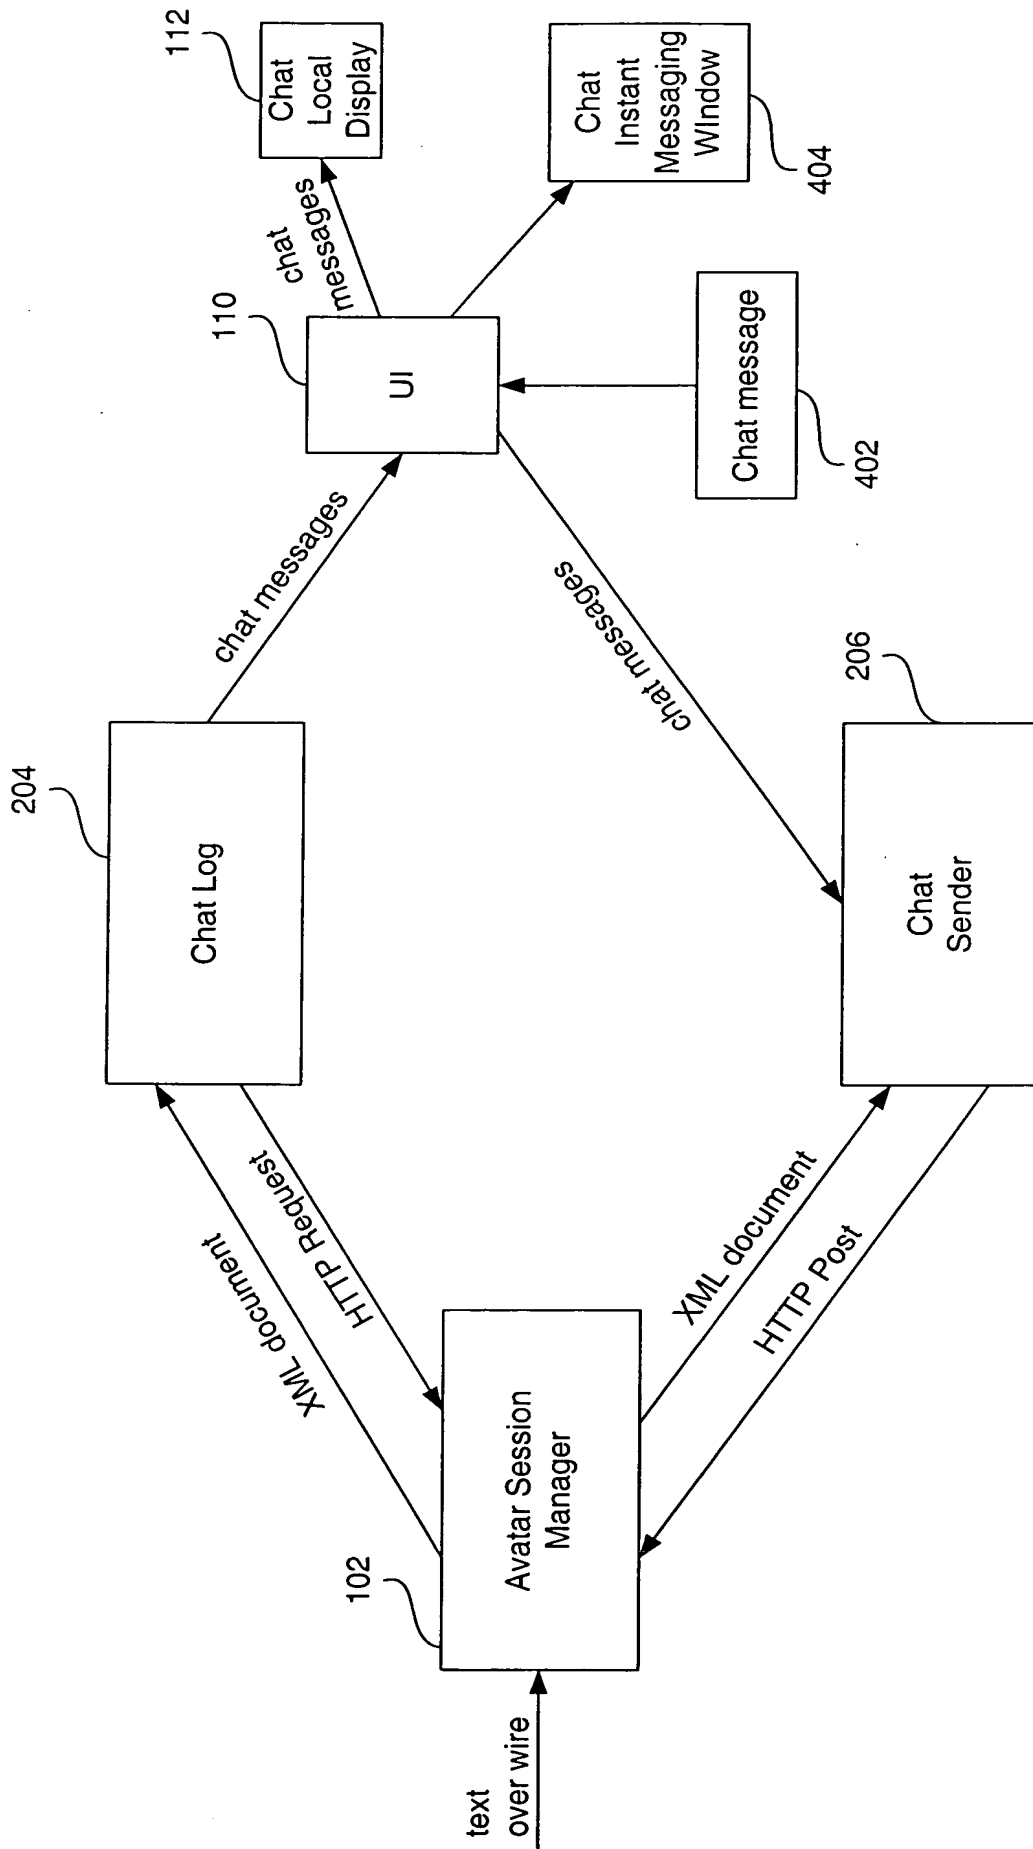 112
Chat
Local
Display
chat
messages
Chat
Instant
Messaging
WIndow
404
110
UI
Chat message
402
chat messages
chat messages
204
Chat Log
206
Chat
Sender
HTTP Request
XML document
XML document
HTTP Post
102
Avatar Session
Manager
text
over wire